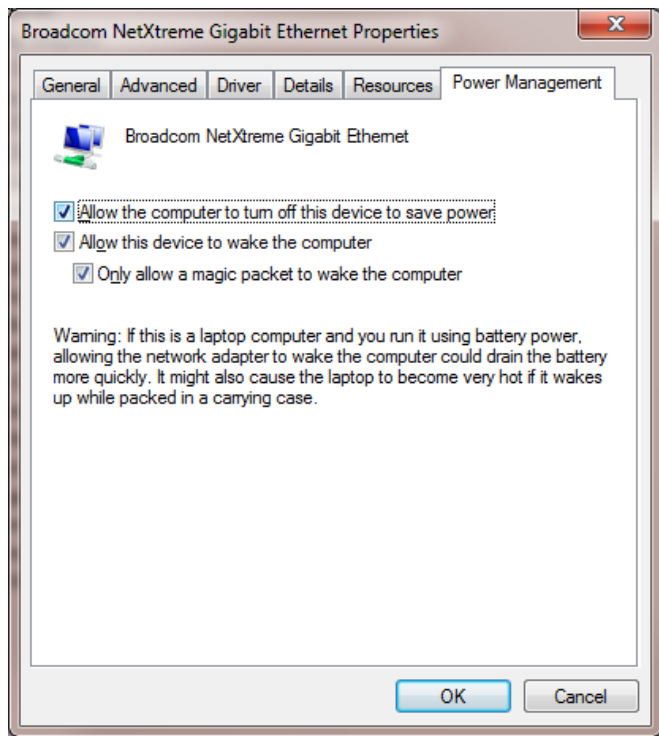 Broadcom NetXtreme Gigabit Ethernet Properties
General Advanced Driver Details Resources Power Management
Broadcom NetXtreme Gigabit Ethernet
Allow the computer to turn off this device to save power
Allow this device to wake the computer
Only allow a magic packet to wake the computer
Warning: If this is a laptop computer and you run it using battery power,
allowing the network adapter to wake the computer could drain the battery
more quickly. It might also cause the laptop to become very hot if it wakes
up while packed in a carrying case.
OK Cancel